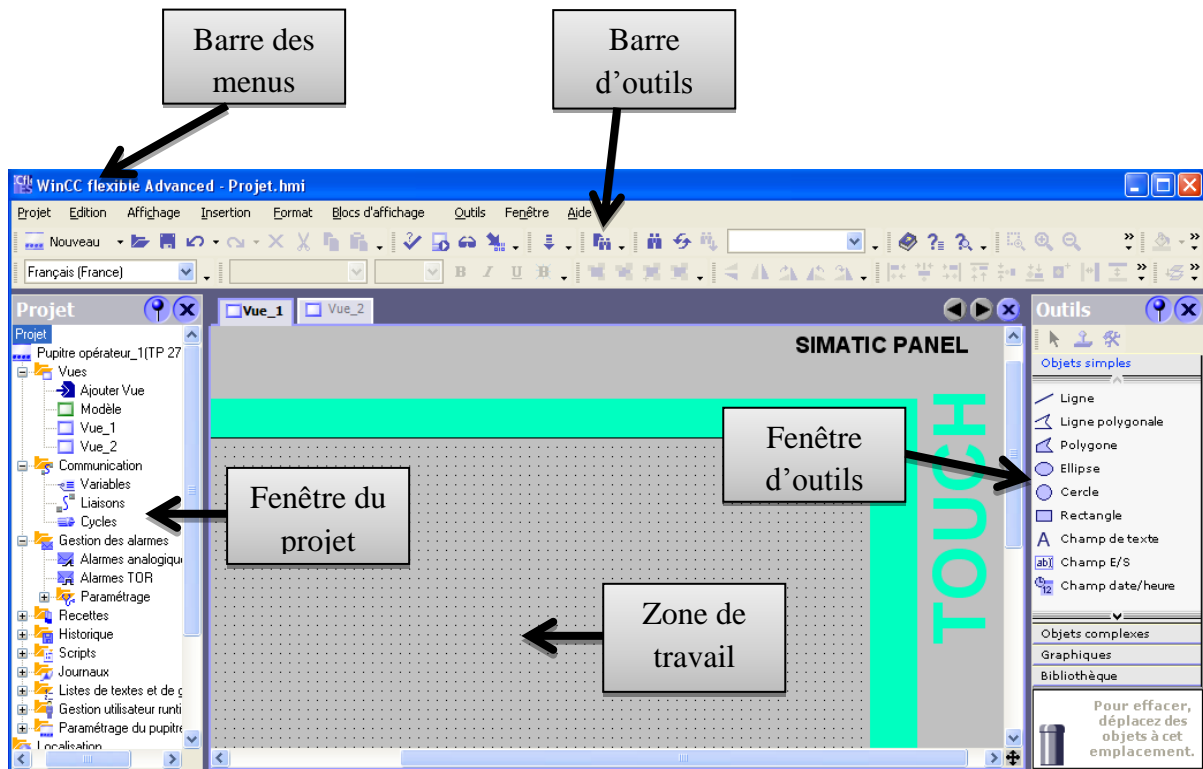 Barre des
menus
Barre
d'outils
WinCC flexible Advanced - Projet.hmi
Projet Edition Affichage Insertion Format Blocs d'affichage Outils Fenêtre Aide
Nouveau
Français (France)
Projet
Projet
Pupitre opérateur_1(TP 27
Vues
Ajouter Vue
Modèle
Vue_1
Vue_2
Communication
Variables
Liaisons
Cycles
Gestion des alarmes
Alarmes analogiqu
Alarmes TOR
Paramétrage
Recettes
Historique
Scripts
Journaux
Listes de textes et de g
Gestion utilisateur runti
Paramétrage du pupitre
Localisation
Vue_1 Vue_2
SIMATIC PANEL
TOUCH
Fenêtre du
projet
Fenêtre
d'outils
Zone de
travail
Outils
Objets simples
Ligne
Ligne polygonale
Polygone
Ellipse
Cercle
Rectangle
A Champ de texte
ab Champ E/S
12 Champ date/heure
Objets complexes
Graphiques
Bibliothèque
Pour effacer,
déplacez des
objets à cet
emplacement.